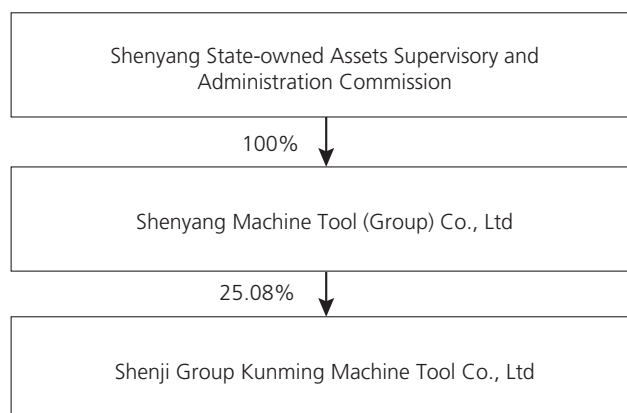 Shenyang State-owned Assets Supervisory and
Administration Commission
100%
Shenyang Machine Tool (Group) Co., Ltd
25.08%
Shenji Group Kunming Machine Tool Co., Ltd